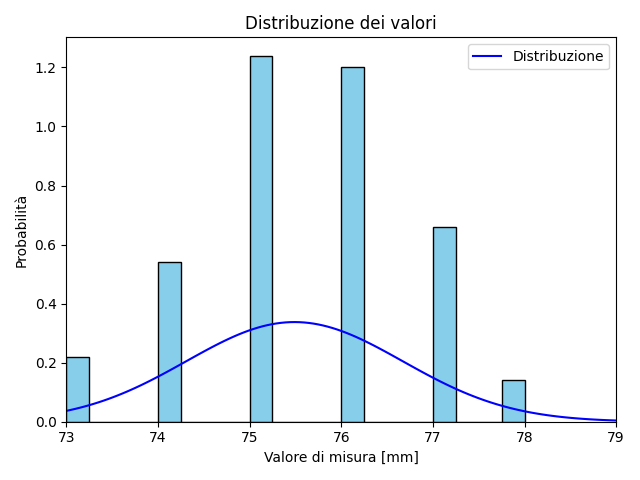 Distribuzione dei valori
Distribuzione
1.2
1.0
0.8
0.6
0.4
0.2
0.0
Probabilità
73 74 75 76 77 78 79
Valore di misura [mm]